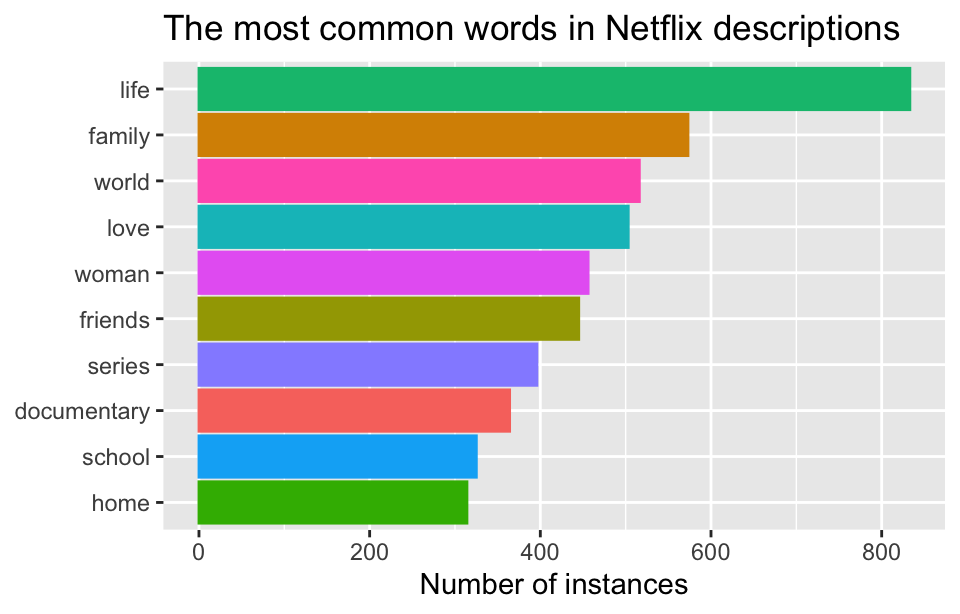 The most common words in Netflix descriptions
life
family
world
love
woman
friends
series
documentary
school
home
0 200 400 600 800
Number of instances